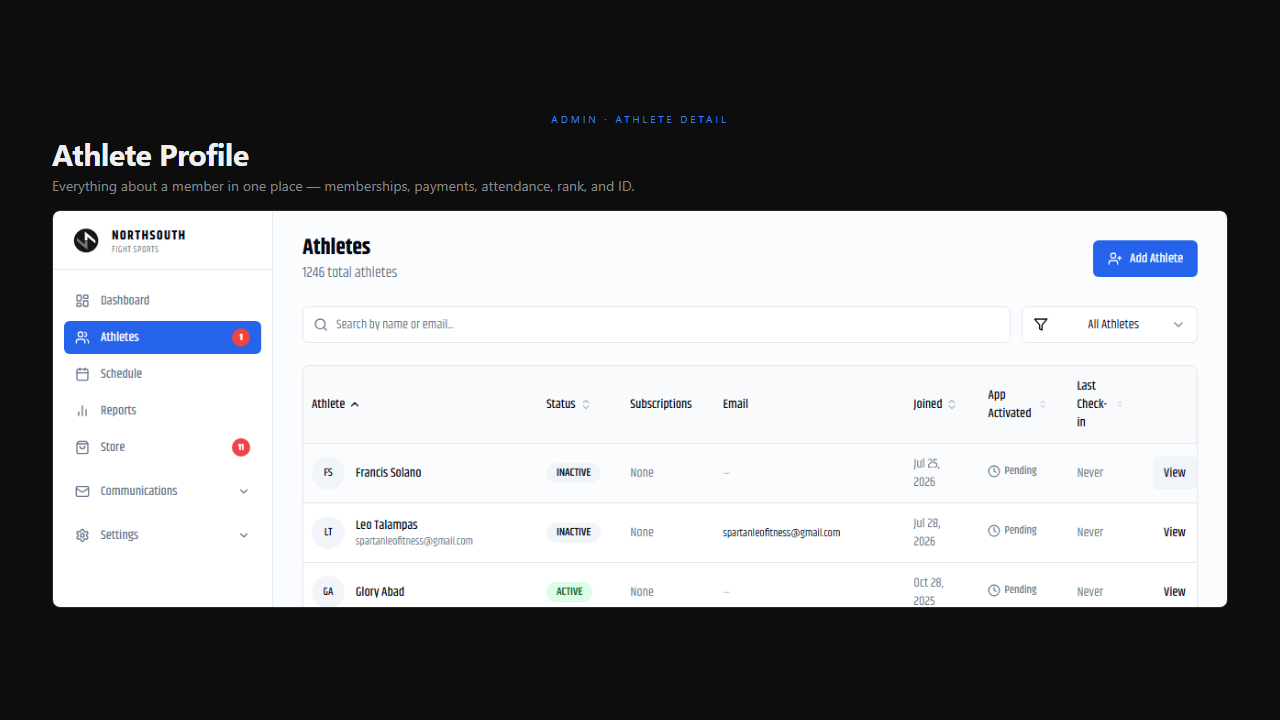 ADMIN · ATHLETE DETAIL
Athlete Profile
Everything about a member in one place — memberships, payments, attendance, rank, and ID.
NORTHSOUTH
FIGHT SPORTS
Dashboard
Athletes 1
Schedule
Reports
Store 11
Communications
Settings
Athletes
1246 total athletes
Add Athlete
Search by name or email...
All Athletes
Athlete Status Subscriptions Email Joined App Activated Last Check-in
FS Francis Solano INACTIVE None – Jul 25, 2026 Pending Never View
LT Leo Talampas INACTIVE None spartanleofitness@gmail.com Jul 28, 2026 Pending Never View
spartanleofitness@gmail.com
GA Glory Abad ACTIVE None – Oct 28, 2025 Pending Never View